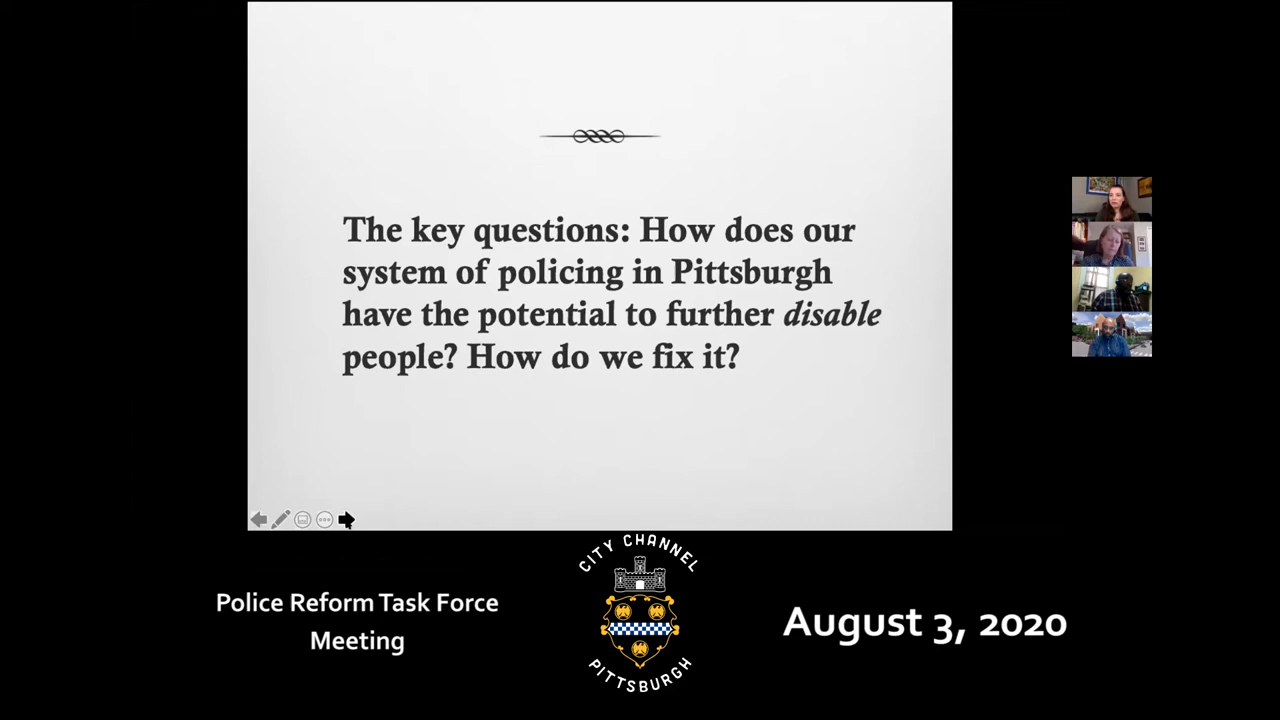 The key questions: How does our
system of policing in Pittsburgh
have the potential to further disable
people? How do we fix it?
Police Reform Task Force
Meeting
CITY CHANNEL
PITTSBURGH
August 3, 2020